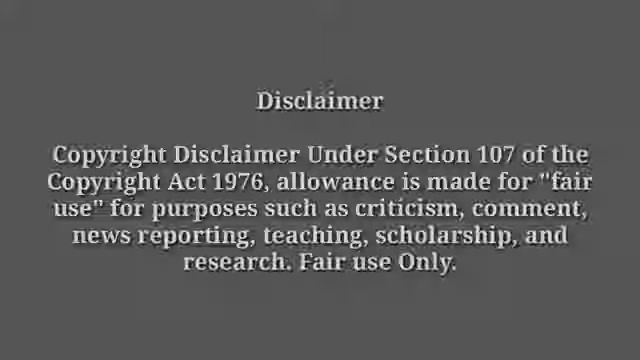 Disclaimer
Copyright Disclaimer Under Section 107 of the
Copyright Act 1976, allowance is made for "fair
use" for purposes such as criticism, comment,
news reporting, teaching, scholarship, and
research. Fair use Only.